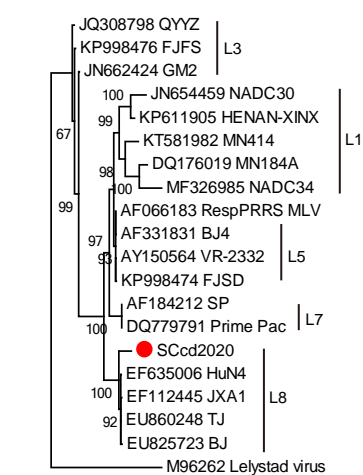 JQ308798 QYYZ
KP998476 FJFS
L3
JN662424 GM2
100
JN654459 NADC30
99
KP611905 HENAN-XINX
67
KT581982 MN414
L1
98
DQ176019 MN184A
100
MF326985 NADC34
99
AF066183 RespPRRS MLV
97
AF331831 BJ4
93
AY150564 VR-2332
L5
KP998474 FJSD
AF184212 SP
L7
100
DQ779791 Prime Pac
SCcd2020
EF635006 HuN4
100
EF112445 JXA1
L8
92
EU860248 TJ
EU825723 BJ
M96262 Lelystad virus